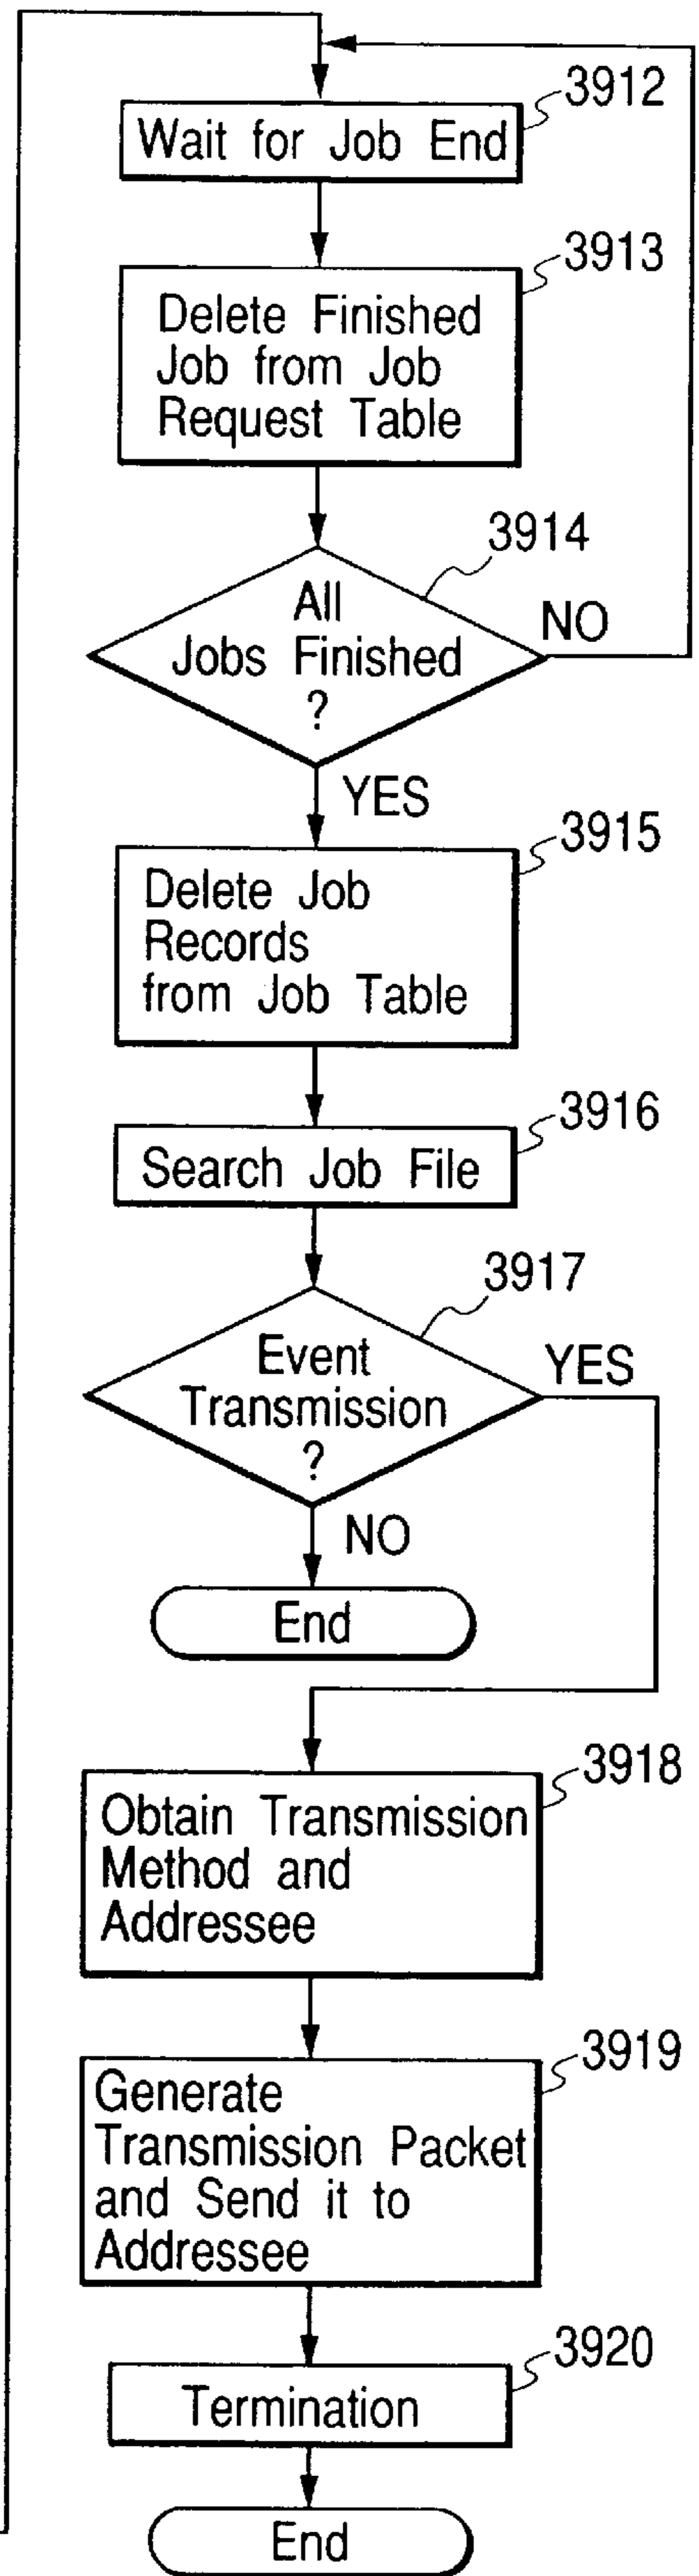 3912
Wait for Job End
3913
Delete Finished
Job from Job
Request Table
3914
All
Jobs Finished
?
NO
YES
3915
Delete Job
Records
from Job Table
3916
Search Job File
3917
Event
Transmission
?
YES
NO
End
3918
Obtain Transmission
Method and
Addressee
3919
Generate
Transmission Packet
and Send it to
Addressee
3920
Termination
End